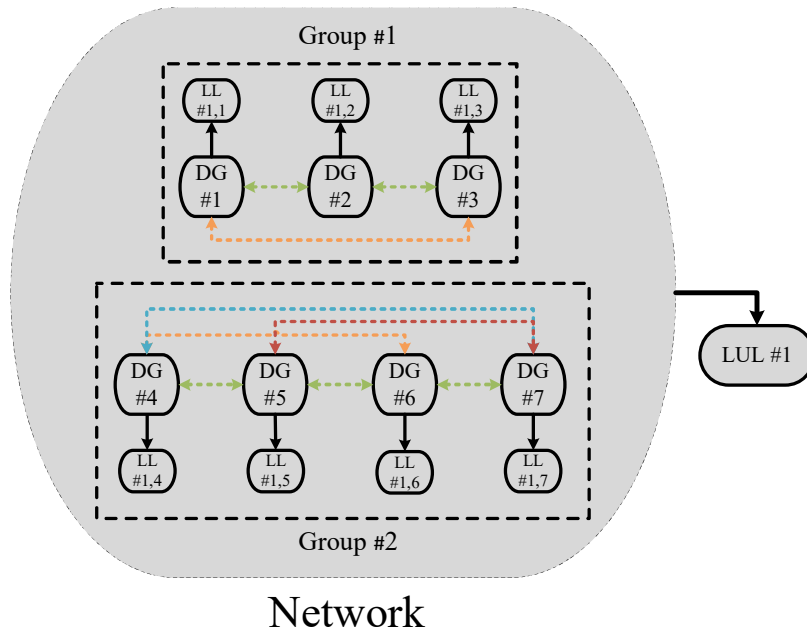 Group #1
LL
#1,1
LL
#1,2
LL
#1,3
DG
#1
DG
#2
DG
#3
DG
#4
DG
#5
DG
#6
DG
#7
LL
#1,4
LL
#1,5
LL
#1,6
LL
#1,7
Group #2
LUL #1
Network